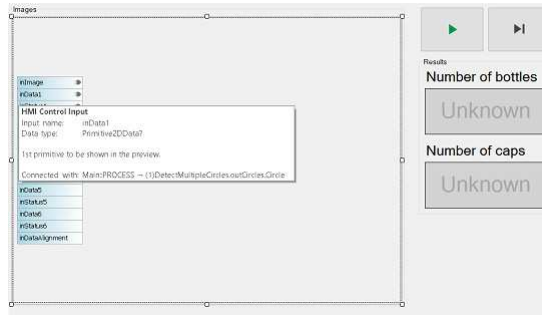 Images
inImage
inData1
HMI Control Input
Input name: inData1
Data type: Primitive2DData?
1st primitive to be shown in the preview.
Connected with: Main:PROCESS → (1)DetectMultipleCircles.outCircles.Circle
inData5
inStatus5
inData6
inStatus6
inDataAlignment
Results
Number of bottles
Unknown
Number of caps
Unknown